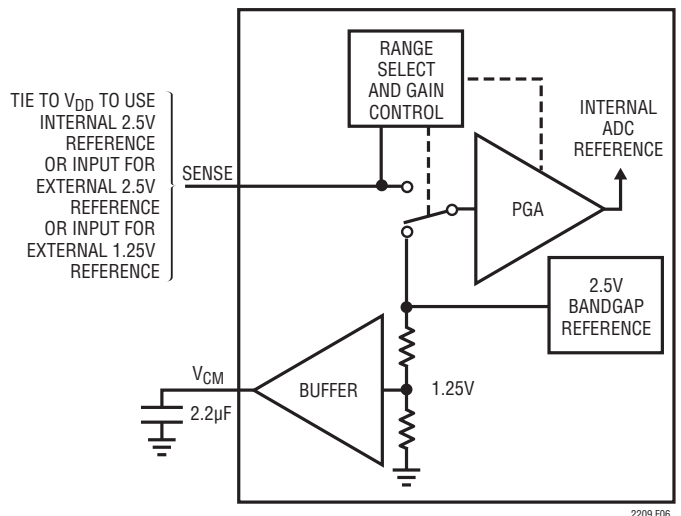 RANGE
SELECT
AND GAIN
CONTROL
TIE TO VDD TO USE
INTERNAL 2.5V
REFERENCE
OR INPUT FOR
EXTERNAL 2.5V
REFERENCE
OR INPUT FOR
EXTERNAL 1.25V
REFERENCE
SENSE
INTERNAL
ADC
REFERENCE
PGA
2.5V
BANDGAP
REFERENCE
VCM
2.2µF
BUFFER
1.25V
2209 F06